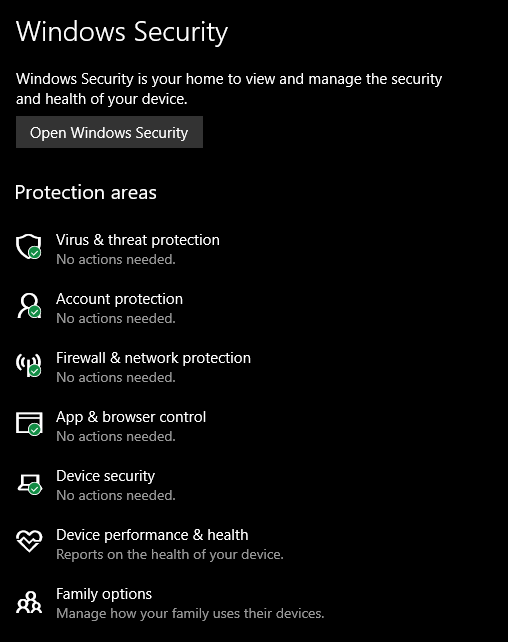 Windows Security
Windows Security is your home to view and manage the security
and health of your device.
Open Windows Security
Protection areas
Virus & threat protection
No actions needed.
Account protection
No actions needed.
Firewall & network protection
No actions needed.
App & browser control
No actions needed.
Device security
No actions needed.
Device performance & health
Reports on the health of your device.
Family options
Manage how your family uses their devices.